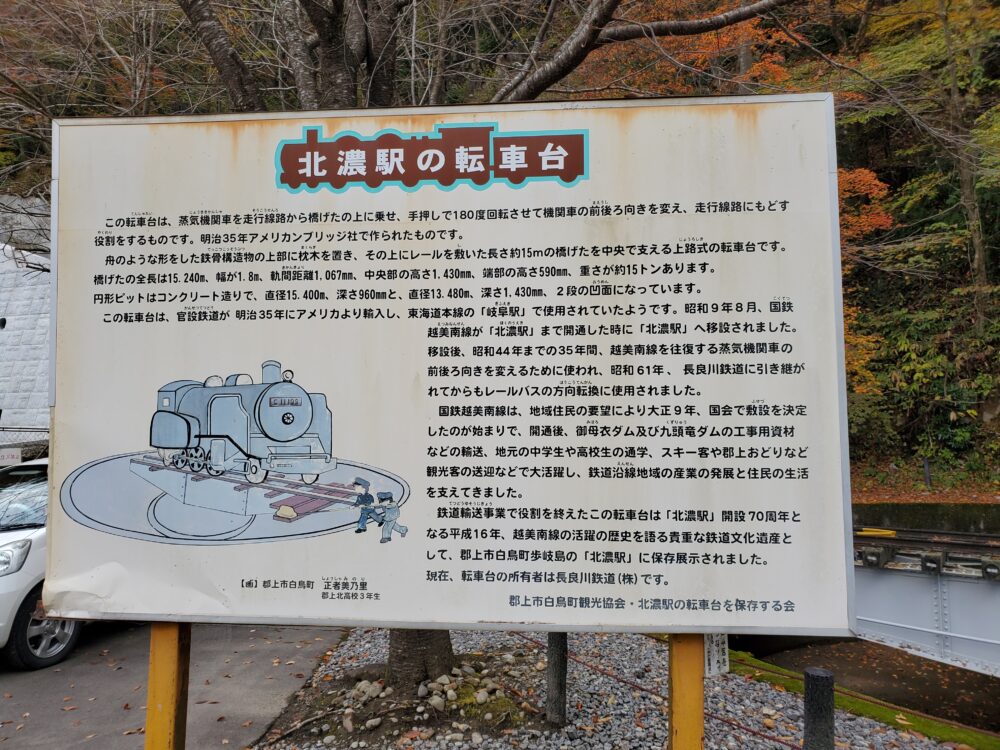 北濃駅の転車台
この転車台は、蒸気機関車を走行線路から橋げたの上に乗せ、手押しで180度回転させて機関車の前後ろ向きを変え、走行線路にもどす
役割をするものです。明治35年アメリカンブリッジ社で作られたものです。
舟のような形をした鉄骨構造物の上部に枕木を置き、その上にレールを敷いた長さ約15mの橋げたを中央で支える上路式の転車台です。
橋げたの全長は15.240m、幅が1.8m、軌間距離1.067mm、中央部の高さ1.430mm、端部の高さ590mm、重さが約15トンあります。
円形ピットはコンクリート造りで、直径15.400m、深さ960mmと、直径13.480m、深さ1.430mm、2段の凹面になっています。
この転車台は、官設鉄道が 明治35年にアメリカより輸入し、東海道本線の「岐阜駅」で使用されていたようです。昭和9年8月、国鉄
越美南線が「北濃駅」まで開通した時に「北濃駅」へ移設されました。
移設後、昭和44年までの35年間、越美南線を往復する蒸気機関車の
前後ろ向きを変えるために使われ、昭和61年、長良川鉄道に引き継が
れてからもレールバスの方向転換に使用されました。
国鉄越美南線は、地域住民の要望により大正9年、国会で敷設を決定
したのが始まりで、開通後、御母衣ダム及び九頭竜ダムの工事用資材
などの輸送、地元の中学生や高校生の通学、スキー客や郡上おどりなど
観光客の送迎などで大活躍し、鉄道沿線地域の産業の発展と住民の生活
を支えてきました。
鉄道輸送事業で役割を終えたこの転車台は「北濃駅」開設70周年と
なる平成16年、越美南線の活躍の歴史を語る貴重な鉄道文化遺産と
して、郡上市白鳥町歩岐島の「北濃駅」に保存展示されました。
現在、転車台の所有者は長良川鉄道(株)です。
【画】郡上市白鳥町 正者美乃里
郡上北高校3年生
郡上市白鳥町観光協会・北濃駅の転車台を保存する会